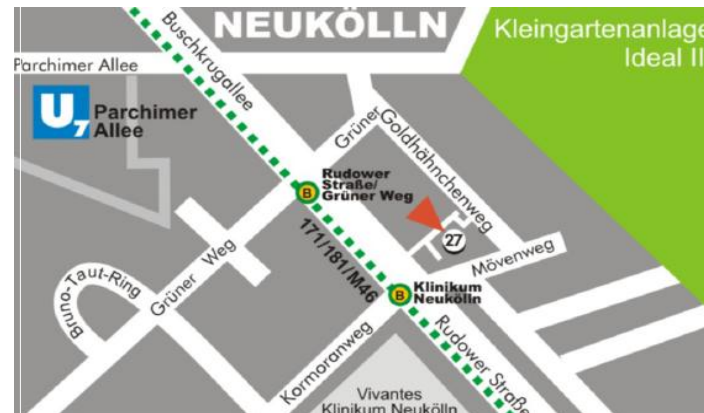 NEUKÖLLN
Kleingartenanlage
Ideal II
Parchimer Allee
Buschkrugallee
U7
Parchimer
Allee
Grüner
Goldhähnchenweg
Rudower
Straße/
Grüner Weg
B
27
Mövenweg
171/181/M46
Grüner Weg
Bruno-Taut-Ring
B
Klinikum
Neukölln
Kormoranweg
Rudower Straße
Vivantes
Klinikum Neukölln